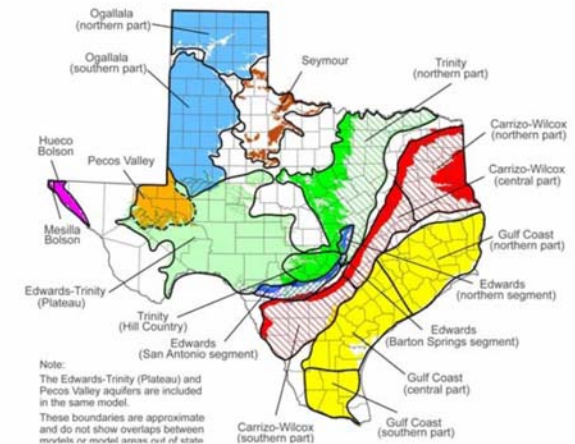 Ogallala
(northern part)
Ogallala
(southern part)
Seymour
Trinity
(northern part)
Hueco
Bolson
Pecos Valley
Carrizo-Wilcox
(northern part)
Carrizo-Wilcox
(central part)
Mesilla
Bolson
Gulf Coast
(northern part)
Edwards-Trinity
(Plateau)
Edwards
(northern segment)
Trinity
(Hill Country)
Edwards
(San Antonio segment)
Edwards
(Barton Springs segment)
Gulf Coast
(central part)
Carrizo-Wilcox
(southern part)
Gulf Coast
(southern part)
Note:
The Edwards-Trinity (Plateau) and
Pecos Valley aquifers are included
in the same model.
These boundaries are approximate
and do not show overlaps between
models or model areas out of state